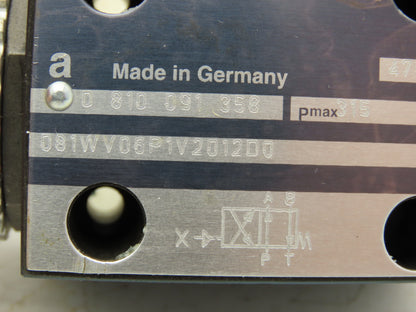 a
Made in Germany
0 810 091 358
pmax 315
081WV06P1V2012D0
A B
X
P T